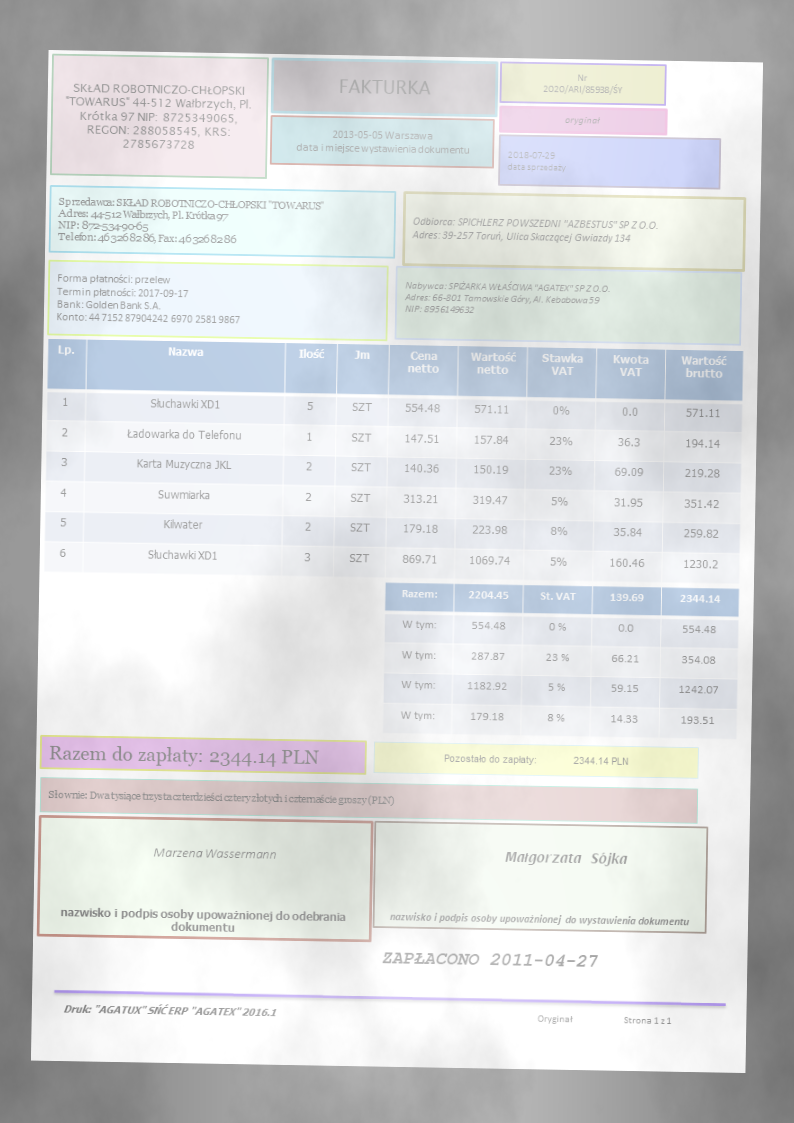 SKŁAD ROBOTNICZO-CHŁOPSKI
"TOWARUS" 44-512 Wałbrzych, Pl.
Krótka 97 NIP: 8725349065,
REGON: 288058545, KRS:
2785673728
FAKTURKA
Nr
2020/ARI/85938/ŚY
oryginał
2013-05-05 Warszawa
data i miejsce wystawienia dokumentu
2018-07-29
data sprzedaży
Sprzedawca: SKŁAD ROBOTNICZO-CHŁOPSKI "TOWARUS"
Adres: 44-512 Wałbrzych, Pl. Krótka 97
NIP: 872-534-90-65
Telefon: 463268286, Fax: 463268286
Odbiorca: SPICHLERZ POWSZEDNI "AZBESTUS" SP Z O.O.
Adres: 39-257 Toruń, Ulica Skaczącej Gwiazdy 134
Forma płatności: przelew
Termin płatności: 2017-09-17
Bank: Golden Bank S.A.
Konto: 44 7152 87904242 6970 2581 9867
Nabywca: SPIŻARKA WŁAŚCIWA "AGATEX" SP Z O.O.
Adres: 66-801 Tarnowskie Góry, Al. Kebabowa 59
NIP: 8956149632
Lp. Nazwa Ilość Jm Cena netto Wartość netto Stawka VAT Kwota VAT Wartość brutto
1 Słuchawki XD1 5 SZT 554.48 571.11 0% 0.0 571.11
2 Ładowarka do Telefonu 1 SZT 147.51 157.84 23% 36.3 194.14
3 Karta Muzyczna JKL 2 SZT 140.36 150.19 23% 69.09 219.28
4 Suwmiarka 2 SZT 313.21 319.47 5% 31.95 351.42
5 Kilwater 2 SZT 179.18 223.98 8% 35.84 259.82
6 Słuchawki XD1 3 SZT 869.71 1069.74 5% 160.46 1230.2
Razem: 2204.45 St. VAT 139.69 2344.14
W tym: 554.48 0 % 0.0 554.48
W tym: 287.87 23 % 66.21 354.08
W tym: 1182.92 5 % 59.15 1242.07
W tym: 179.18 8 % 14.33 193.51
Razem do zapłaty: 2344.14 PLN
Pozostało do zapłaty: 2344.14 PLN
Słownie: Dwa tysiące trzysta czterdzieści cztery złotych i czternaście groszy (PLN)
Marzena Wassermann
nazwisko i podpis osoby upoważnionej do odebrania
dokumentu
Małgorzata Sójka
nazwisko i podpis osoby upoważnionej do wystawienia dokumentu
ZAPŁACONO 2011-04-27
Druk: "AGATUX" SIŃĆ ERP "AGATEX" 2016.1
Oryginał Strona 1 z 1